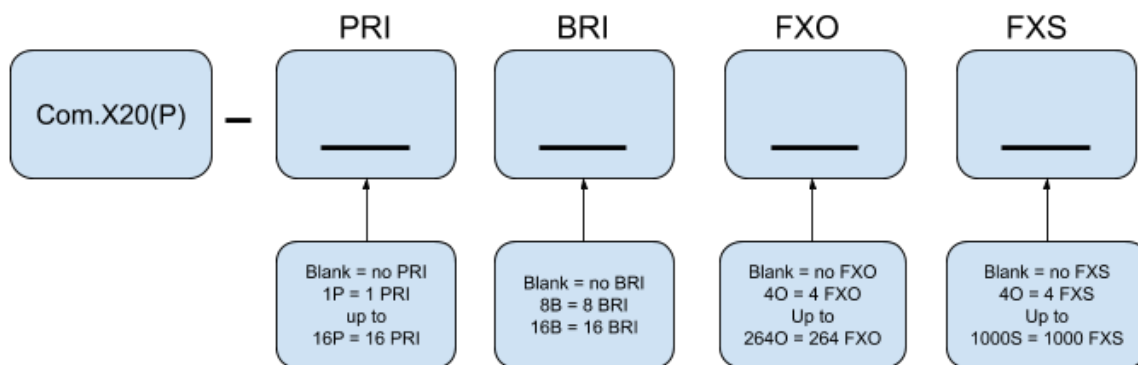 PRI
BRI
FXO
FXS
Com.X20(P)
–
Blank = no PRI
1P = 1 PRI
up to
16P = 16 PRI
Blank = no BRI
8B = 8 BRI
16B = 16 BRI
Blank = no FXO
4O = 4 FXO
Up to
264O = 264 FXO
Blank = no FXS
4O = 4 FXS
Up to
1000S = 1000 FXS